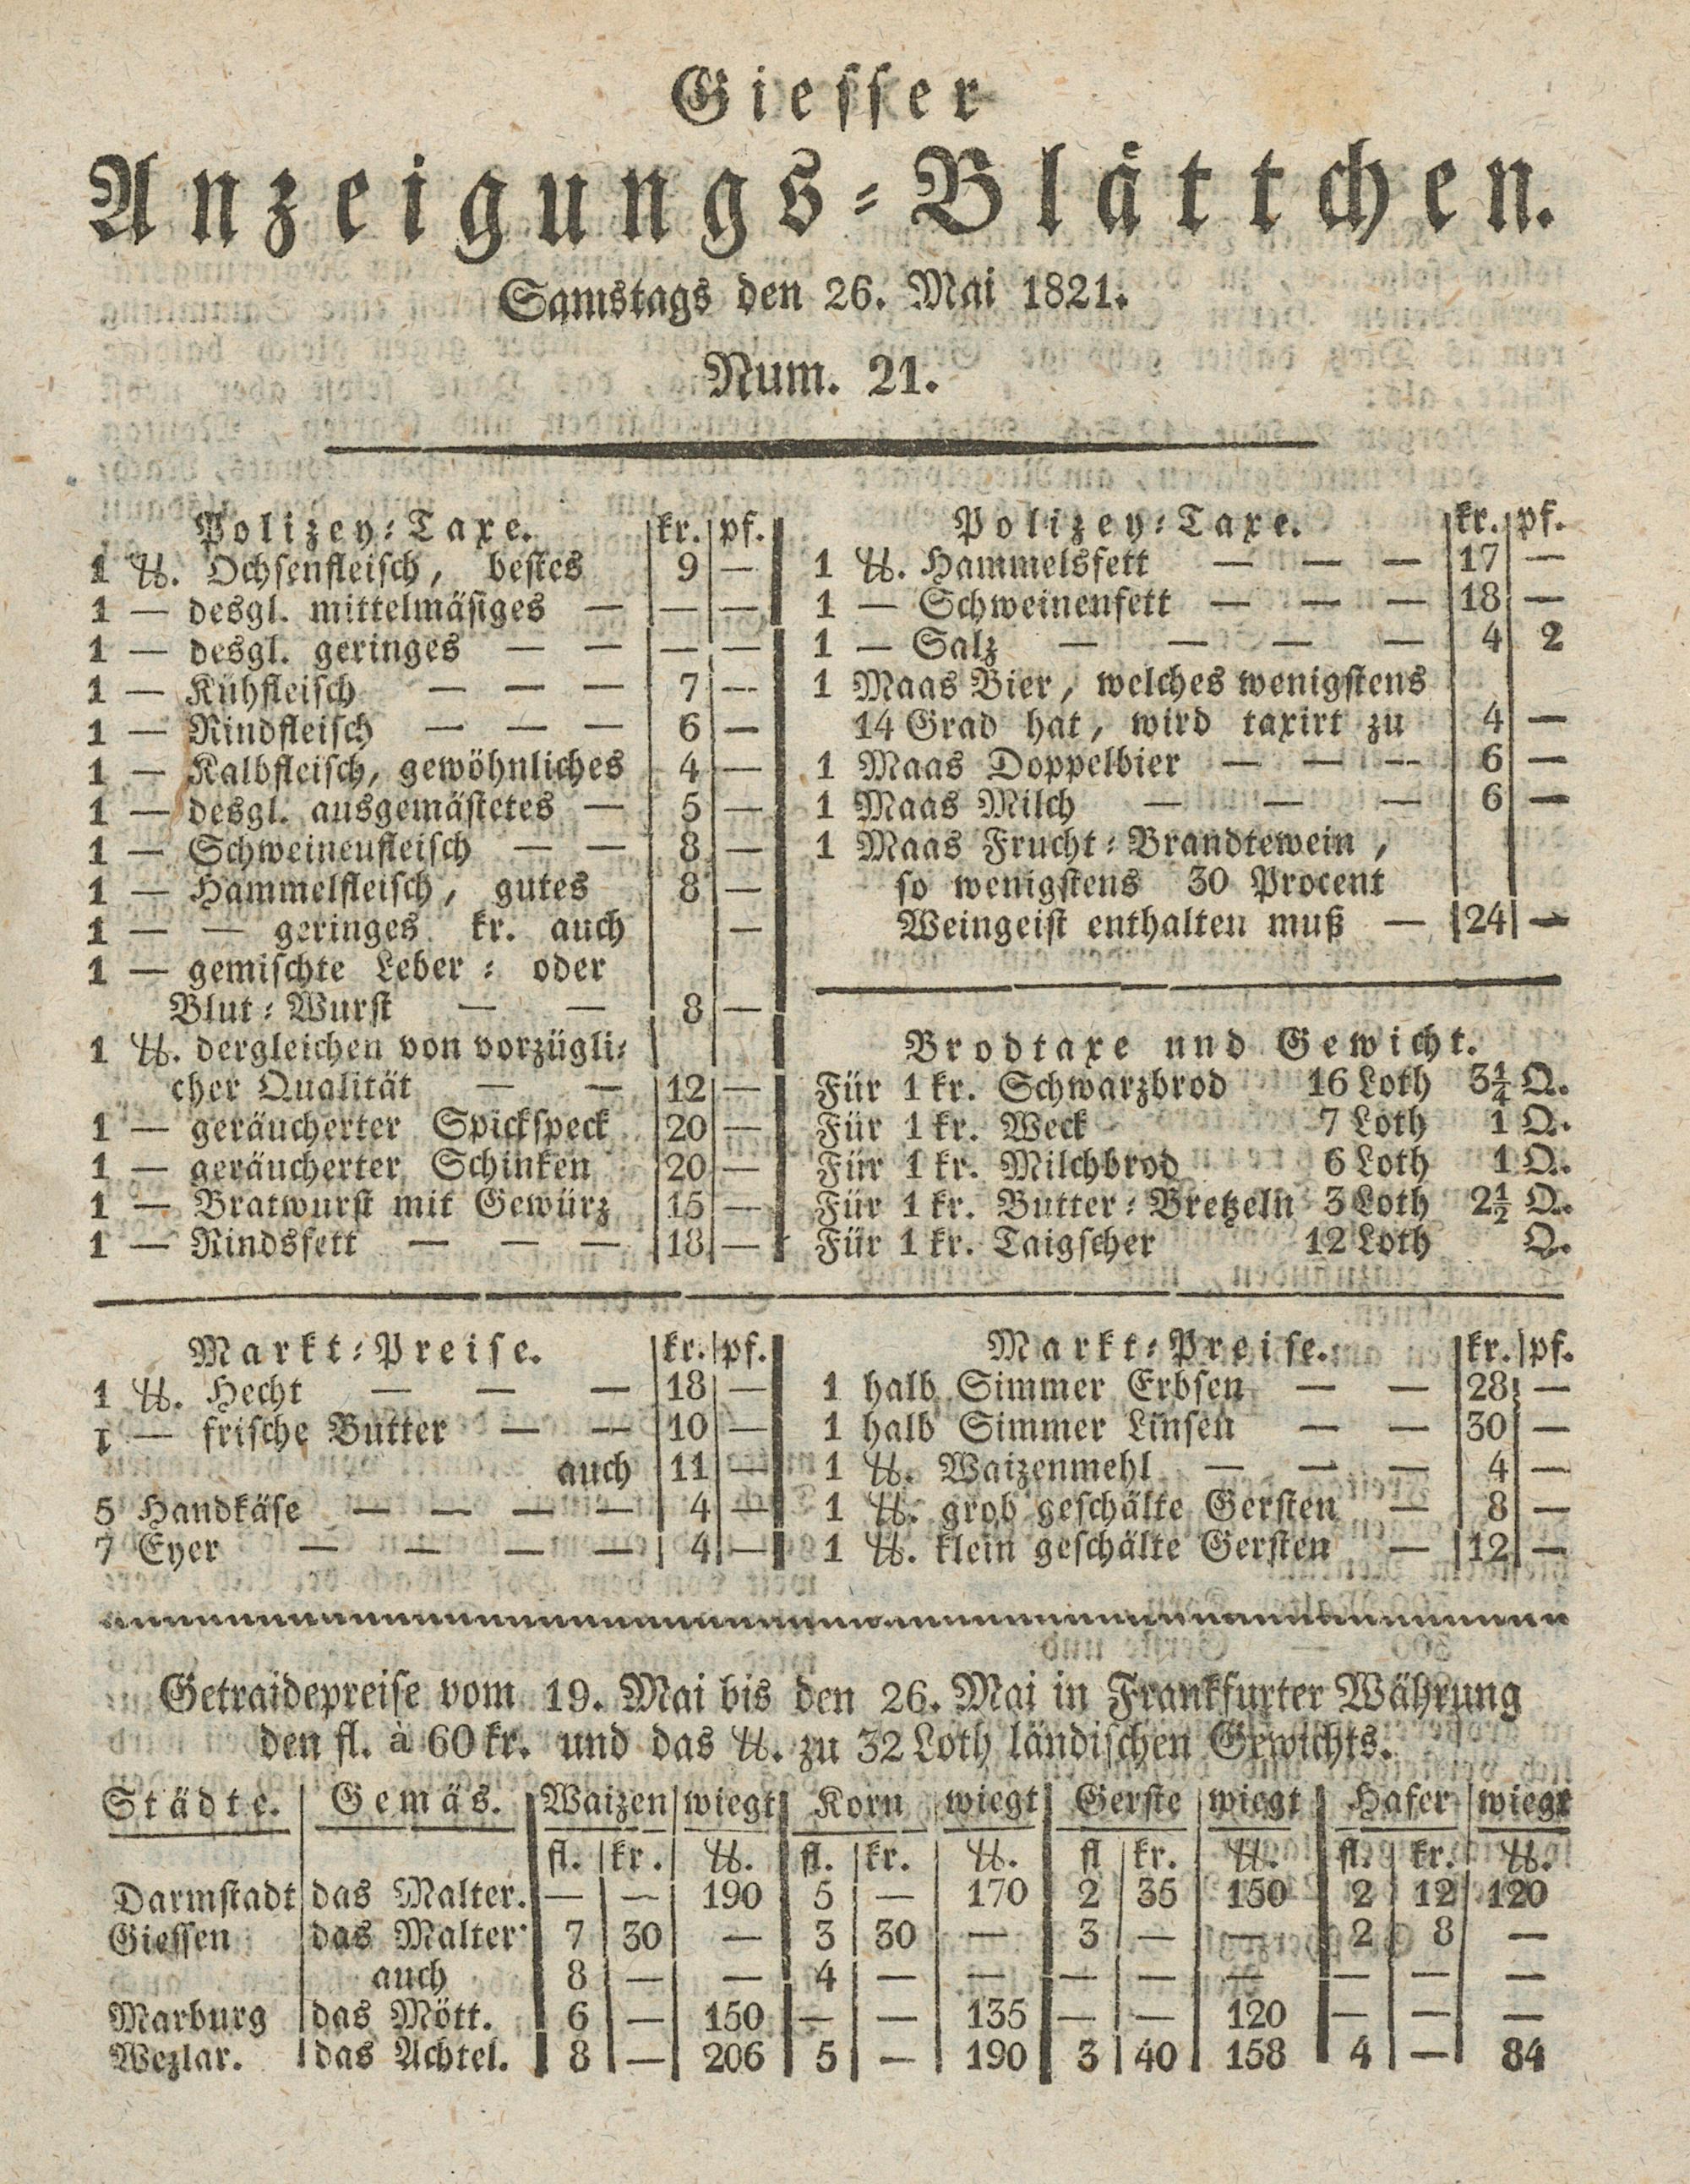 Giesser
Anzeigungs-Blättchen.
Samstags den 26. Mai 1821.
Num. 21.
Polizey-Taxe. kr. pf.
1 ℔. Ochsenfleisch, bestes 9 —
1 — desgl. mittelmäsiges — — —
1 — desgl. geringes — — — —
1 — Kühfleisch — — — 7 —
1 — Rindfleisch — — — 6 —
1 — Kalbfleisch, gewöhnliches 4 —
1 — desgl. ausgemästetes — 5 —
1 — Schweinenfleisch — — 8 —
1 — Hammelfleisch, gutes 8 —
1 — — geringes kr. auch —
1 — gemischte Leber- oder
Blut-Wurst — — 8 —
1 ℔. dergleichen von vorzügli-
cher Qualität — — 12 —
1 — geräucherter Spickspeck 20 —
1 — geräucherter Schinken 20 —
1 — Bratwurst mit Gewürz 15 —
1 — Rindsfett — — — 18 —
Polizey-Taxe. kr. pf.
1 ℔. Hammelsfett — — — 17 —
1 — Schweinenfett — — — 18 —
1 — Salz — — — — 4 2
1 Maas Bier, welches wenigstens
14 Grad hat, wird taxirt zu 4 —
1 Maas Doppelbier — — — 6 —
1 Maas Milch — — — 6 —
1 Maas Frucht-Brandtewein,
so wenigstens 30 Procent
Weingeist enthalten muß — 24 —
Brodtaxe und Gewicht.
Für 1 kr. Schwarzbrod 16 Loth 3¼ Q.
Für 1 kr. Weck 7 Loth 1 Q.
Für 1 kr. Milchbrod 6 Loth 1 Q.
Für 1 kr. Butter-Bretzeln 3 Loth 2½ Q.
Für 1 kr. Taigscher 12 Loth Q.
Markt-Preise. kr. pf.
1 ℔. Hecht — — — 18 —
1 — frische Butter — — 10 —
auch 11 —
5 Handkäse — — — — 4 —
7 Eyer — — — — 4 —
Markt-Preise. kr. pf.
1 halb Simmer Erbsen — — 28 —
1 halb Simmer Linsen — — 30 —
1 ℔. Waizenmehl — — — 4 —
1 ℔. grob geschälte Gersten — 8 —
1 ℔. klein geschälte Gersten — 12 —
Getraidepreise vom 19. Mai bis den 26. Mai in Frankfurter Währung
den fl. à 60 kr. und das ℔. zu 32 Loth ländischen Gewichts.
Städte. Gemäs. Waizen wiegt Korn wiegt Gerste wiegt Hafer wiegt
fl. kr. ℔. fl. kr. ℔. fl kr. ℔. fl. kr. ℔.
Darmstadt das Malter. — — 190 5 — 170 2 35 150 2 12 120
Giessen das Malter 7 30 — 3 30 — 3 — — 2 8 —
auch 8 — — 4 — — — — — — — —
Marburg das Mött. 6 — 150 — — 135 — — 120 — — —
Wezlar. das Achtel. 8 — 206 5 — 190 3 40 158 4 — 84